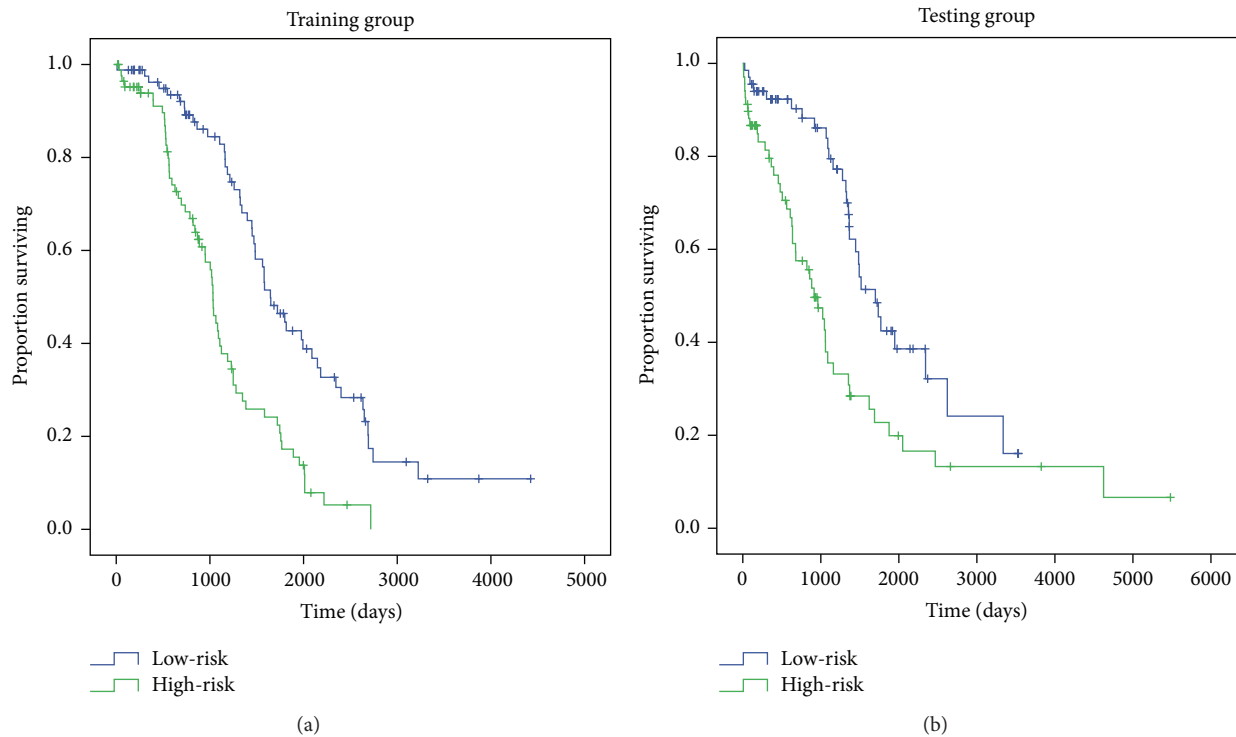 Training group
1.0
0.8
0.6
0.4
0.2
0.0
Proportion surviving
0 1000 2000 3000 4000 5000
Time (days)
Low-risk
High-risk
(a)
Testing group
1.0
0.8
0.6
0.4
0.2
0.0
Proportion surviving
0 1000 2000 3000 4000 5000 6000
Time (days)
Low-risk
High-risk
(b)